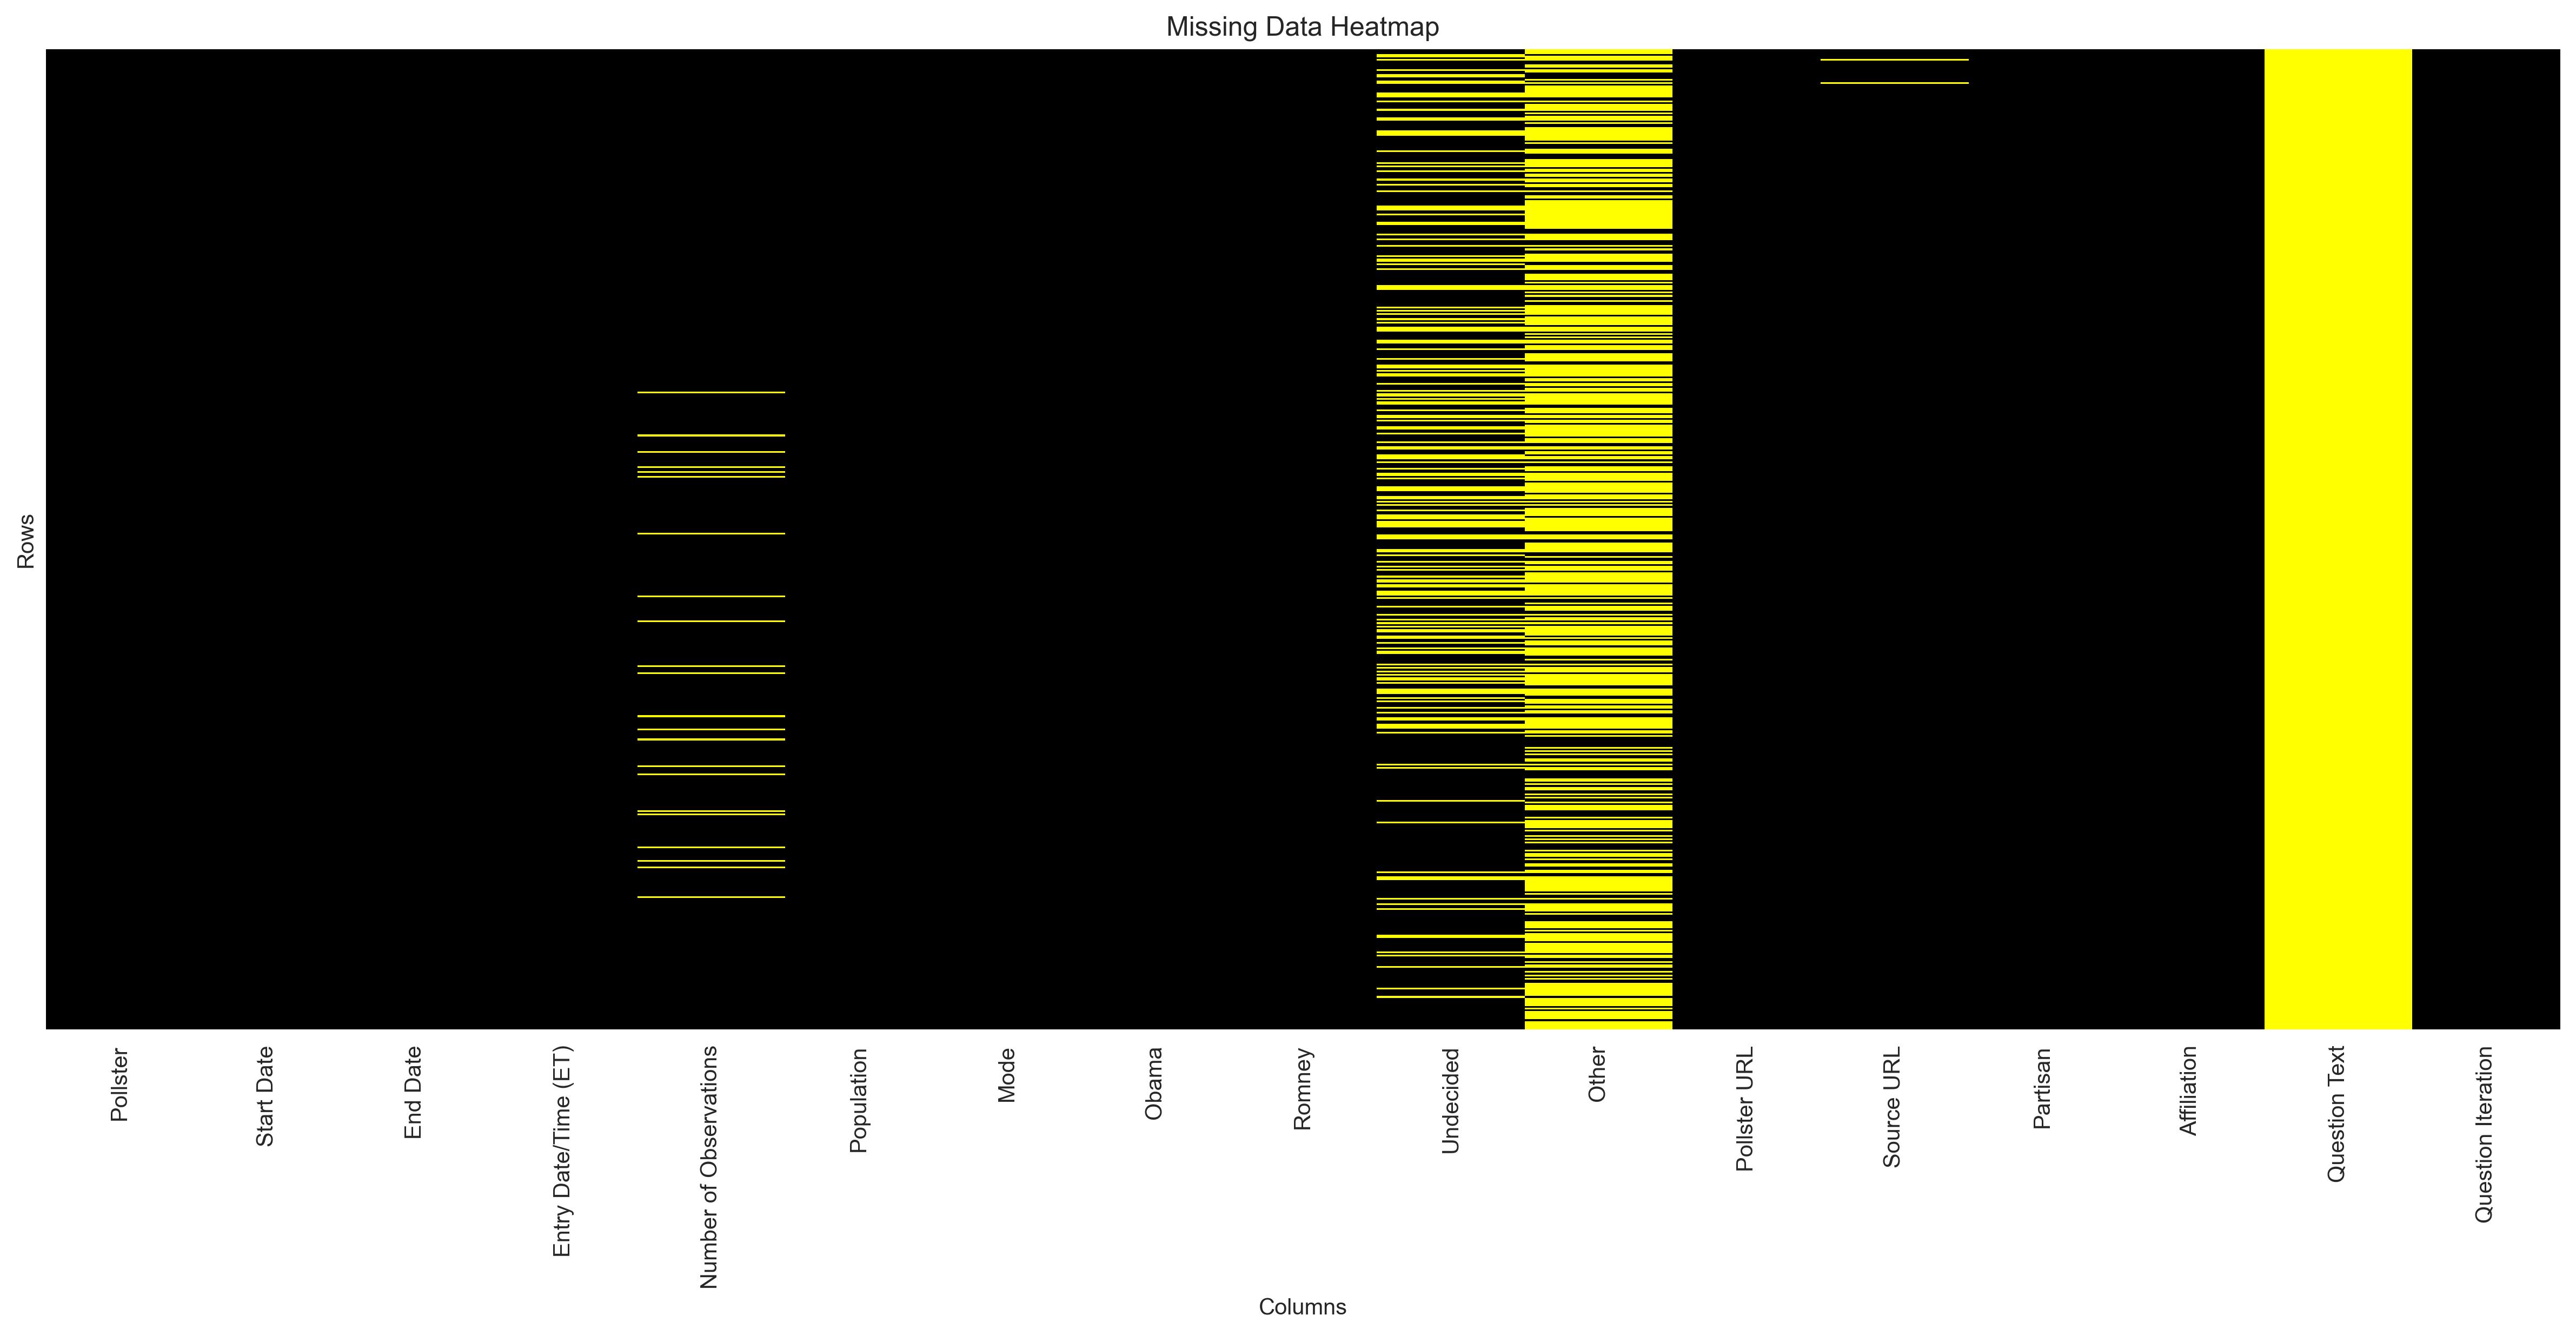 Missing Data Heatmap
Rows
Pollster
Start Date
End Date
Entry Date/Time (ET)
Number of Observations
Population
Mode
Obama
Romney
Undecided
Other
Pollster URL
Source URL
Partisan
Affiliation
Question Text
Question Iteration
Columns